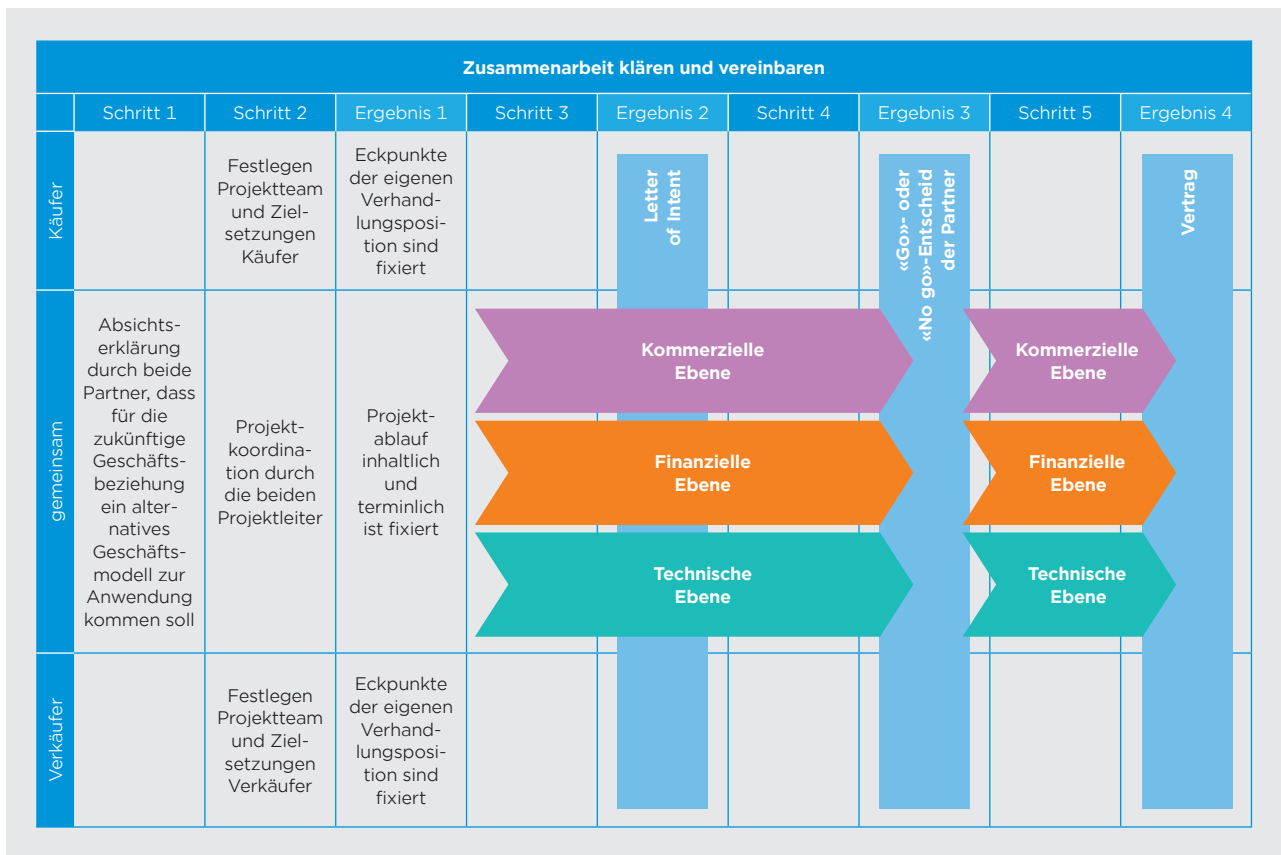 Zusammenarbeit klären und vereinbaren
Schritt 1
Schritt 2
Ergebnis 1
Schritt 3
Ergebnis 2
Schritt 4
Ergebnis 3
Schritt 5
Ergebnis 4
Käufer
Festlegen
Projektteam
und Ziel-
setzungen
Käufer
Eckpunkte
der eigenen
Verhand-
lungsposi-
tion sind
fixiert
Letter
of Intent
«Go»- oder
«No go»-Entscheid
der Partner
Vertrag
gemeinsam
Absichts-
erklärung
durch beide
Partner, dass
für die
zukünftige
Geschäfts-
beziehung
ein alter-
natives
Geschäfts-
modell zur
Anwendung
kommen soll
Projekt-
koordina-
tion durch
die beiden
Projektleiter
Projekt-
ablauf
inhaltlich
und
terminlich
ist fixiert
Kommerzielle
Ebene
Kommerzielle
Ebene
Finanzielle
Ebene
Finanzielle
Ebene
Technische
Ebene
Technische
Ebene
Verkäufer
Festlegen
Projektteam
und Ziel-
setzungen
Verkäufer
Eckpunkte
der eigenen
Verhand-
lungsposi-
tion sind
fixiert